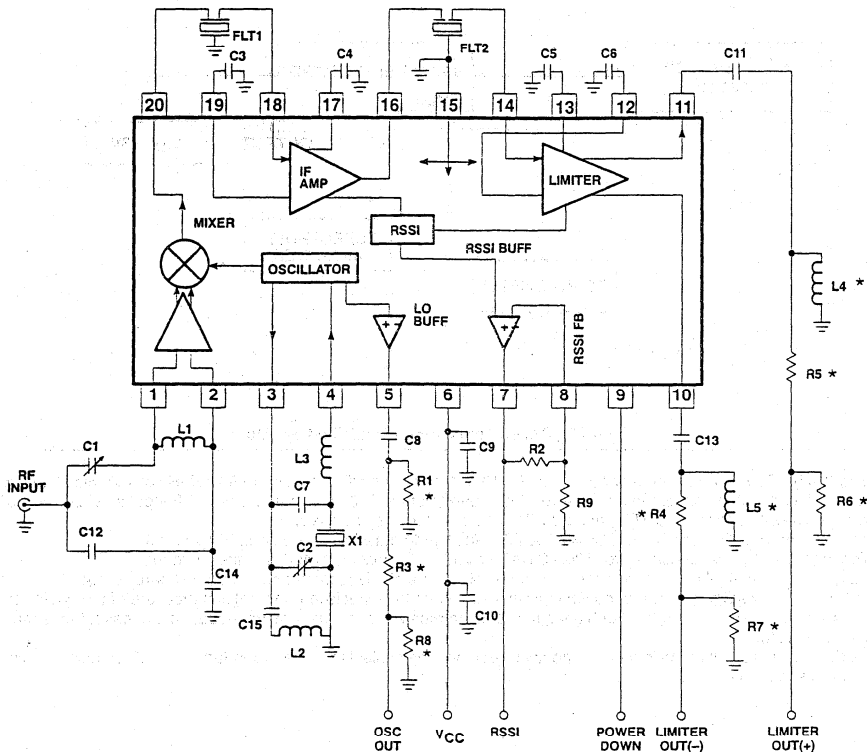 FLT1
FLT2
C3
C4
C5
C6
C11
20
19
18
17
16
15
14
13
12
11
IF
AMP
LIMITER
MIXER
RSSI
RSSI BUFF
OSCILLATOR
LO
BUFF
+ -
+ -
RSSI FB
L4 *
R5 *
1
2
3
4
5
6
7
8
9
10
L1
C1
L3
C8
C9
R2
C13
RF
INPUT
C7
R1
*
R9
* R4
L5 *
R6 *
C12
X1
C2
R3 *
C14
C10
C15
L2
R8
*
R7 *
OSC
OUT
VCC
RSSI
POWER
DOWN
LIMITER
OUT(–)
LIMITER
OUT(+)